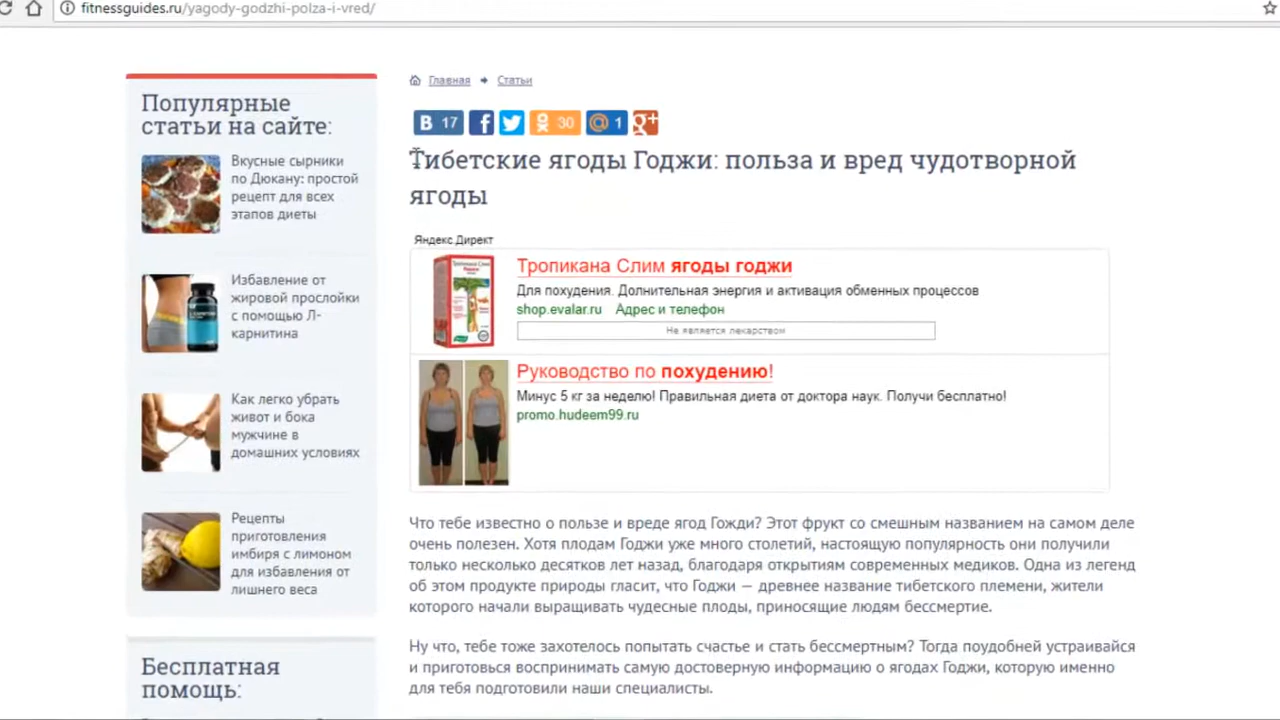 fitnessguides.ru/yagody-godzhi-polza-i-vred/
Популярные
статьи на сайте:
Вкусные сырники
по Дюкану: простой
рецепт для всех
этапов диеты
Избавление от
жировой прослойки
с помощью Л-
карнитина
Как легко убрать
живот и бока
мужчине в
домашних условиях
Рецепты
приготовления
имбиря с лимоном
для избавления от
лишнего веса
Бесплатная
помощь:
Главная
Статьи
17
30
1
Тибетские ягоды Годжи: польза и вред чудотворной
ягоды
Яндекс.Директ
Тропикана Слим ягоды годжи
Для похудения. Долнительная энергия и активация обменных процессов
shop.evalar.ru Адрес и телефон
Не является лекарством
Руководство по похудению!
Минус 5 кг за неделю! Правильная диета от доктора наук. Получи бесплатно!
promo.hudeem99.ru
Что тебе известно о пользе и вреде ягод Гожди? Этот фрукт со смешным названием на самом деле
очень полезен. Хотя плодам Годжи уже много столетий, настоящую популярность они получили
только несколько десятков лет назад, благодаря открытиям современных медиков. Одна из легенд
об этом продукте природы гласит, что Годжи — древнее название тибетского племени, жители
которого начали выращивать чудесные плоды, приносящие людям бессмертие.
Ну что, тебе тоже захотелось попытать счастье и стать бессмертным? Тогда поудобней устраивайся
и приготовься воспринимать самую достоверную информацию о ягодах Годжи, которую именно
для тебя подготовили наши специалисты.